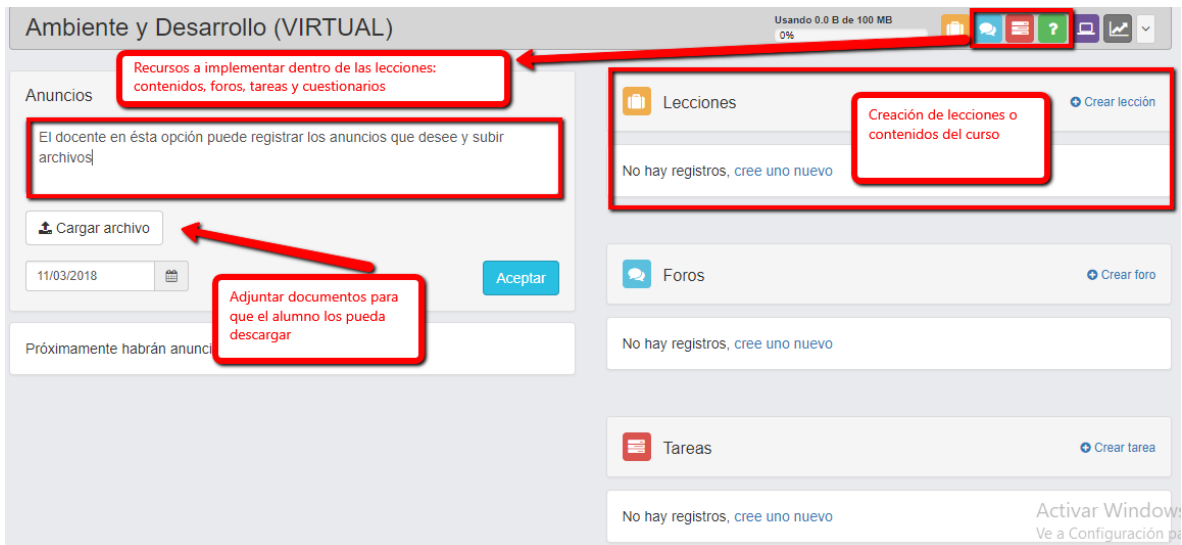 Ambiente y Desarrollo (VIRTUAL)
Usando 0.0 B de 100 MB
0%
?
Recursos a implementar dentro de las lecciones:
contenidos, foros, tareas y cuestionarios
Anuncios
El docente en ésta opción puede registrar los anuncios que desee y subir
archivos
Cargar archivo
11/03/2018
Aceptar
Adjuntar documentos para
que el alumno los pueda
descargar
Próximamente habrán
Lecciones
Crear lección
Creación de lecciones o
contenidos del curso
No hay registros, cree uno nuevo
Foros
Crear foro
No hay registros, cree uno nuevo
Tareas
Crear tarea
No hay registros, cree uno nuevo
Activar Windows
Ve a Configuración